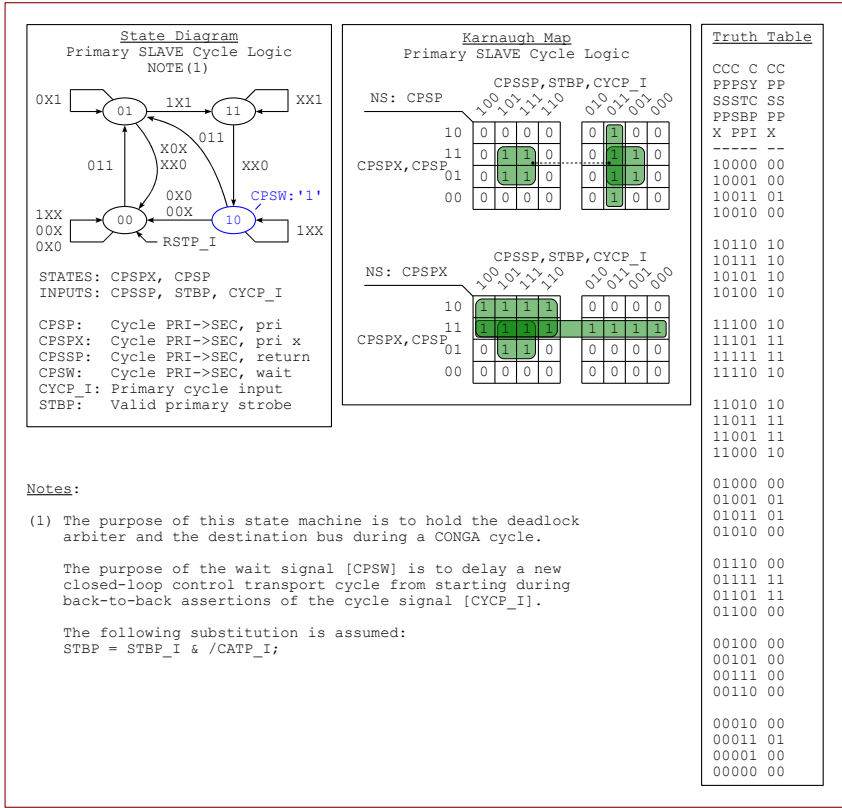 State Diagram
Primary SLAVE Cycle Logic
NOTE(1)
0X1
01
1X1
11
XX1
011
X0X
XX0
011
XX0
0X0
00X
CPSW:'1'
1XX
00X
0X0
00
10
1XX
RSTP_I
STATES: CPSPX, CPSP
INPUTS: CPSSP, STBP, CYCP_I
CPSP: Cycle PRI->SEC, pri
CPSPX: Cycle PRI->SEC, pri x
CPSSP: Cycle PRI->SEC, return
CPSW: Cycle PRI->SEC, wait
CYCP_I: Primary cycle input
STBP: Valid primary strobe
Karnaugh Map
Primary SLAVE Cycle Logic
CPSSP,STBP,CYCP_I
NS: CPSP
100 101 111 110 010 011 001 000
10 0 0 0 0 0 1 0 0
11 0 1 1 0 0 1 1 0
CPSPX,CPSP
01 0 1 1 0 0 1 1 0
00 0 0 0 0 0 1 0 0
CPSSP,STBP,CYCP_I
NS: CPSPX
100 101 111 110 010 011 001 000
10 1 1 1 1 0 0 0 0
11 1 1 1 1 1 1 1 1
CPSPX,CPSP
01 0 1 1 0 0 0 0 0
00 0 0 0 0 0 0 0 0
Truth Table
CCC C CC
PPPSY PP
SSSTC SS
PPSBP PP
X PPI X
----- --
10000 00
10001 00
10011 01
10010 00
10110 10
10111 10
10101 10
10100 10
11100 10
11101 11
11111 11
11110 10
11010 10
11011 11
11001 11
11000 10
01000 00
01001 01
01011 01
01010 00
01110 00
01111 11
01101 11
01100 00
00100 00
00101 00
00111 00
00110 00
00010 00
00011 01
00001 00
00000 00
Notes:
(1) The purpose of this state machine is to hold the deadlock
arbiter and the destination bus during a CONGA cycle.
The purpose of the wait signal [CPSW] is to delay a new
closed-loop control transport cycle from starting during
back-to-back assertions of the cycle signal [CYCP_I].
The following substitution is assumed:
STBP = STBP_I & /CATP_I;